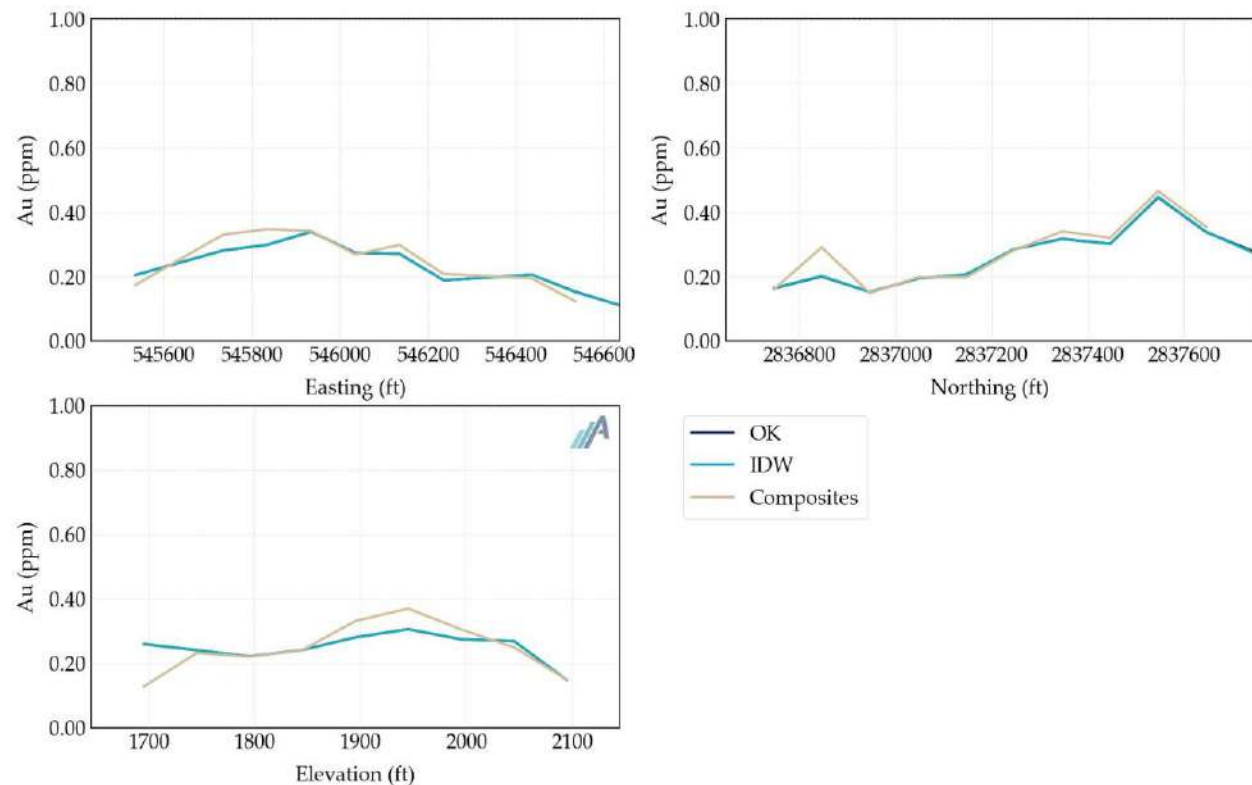 1.00
0.80
0.60
0.40
0.20
0.00
Au (ppm)
545600 545800 546000 546200 546400 546600
Easting (ft)
1.00
0.80
0.60
0.40
0.20
0.00
Au (ppm)
2836800 2837000 2837200 2837400 2837600
Northing (ft)
1.00
0.80
0.60
0.40
0.20
0.00
Au (ppm)
1700 1800 1900 2000 2100
Elevation (ft)
A
OK
IDW
Composites